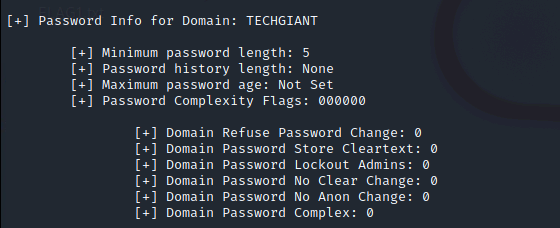 [+] Password Info for Domain: TECHGIANT
[+] Minimum password length: 5
[+] Password history length: None
[+] Maximum password age: Not Set
[+] Password Complexity Flags: 000000
[+] Domain Refuse Password Change: 0
[+] Domain Password Store Cleartext: 0
[+] Domain Password Lockout Admins: 0
[+] Domain Password No Clear Change: 0
[+] Domain Password No Anon Change: 0
[+] Domain Password Complex: 0